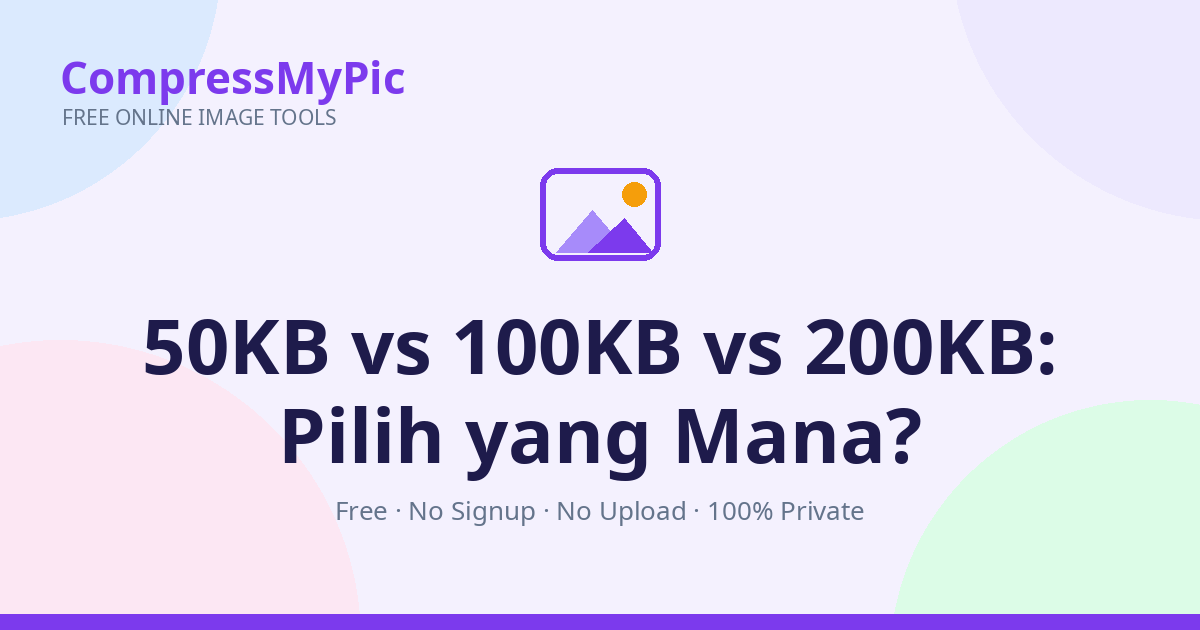 CompressMyPic
FREE ONLINE IMAGE TOOLS
50KB vs 100KB vs 200KB:
Pilih yang Mana?
Free · No Signup · No Upload · 100% Private